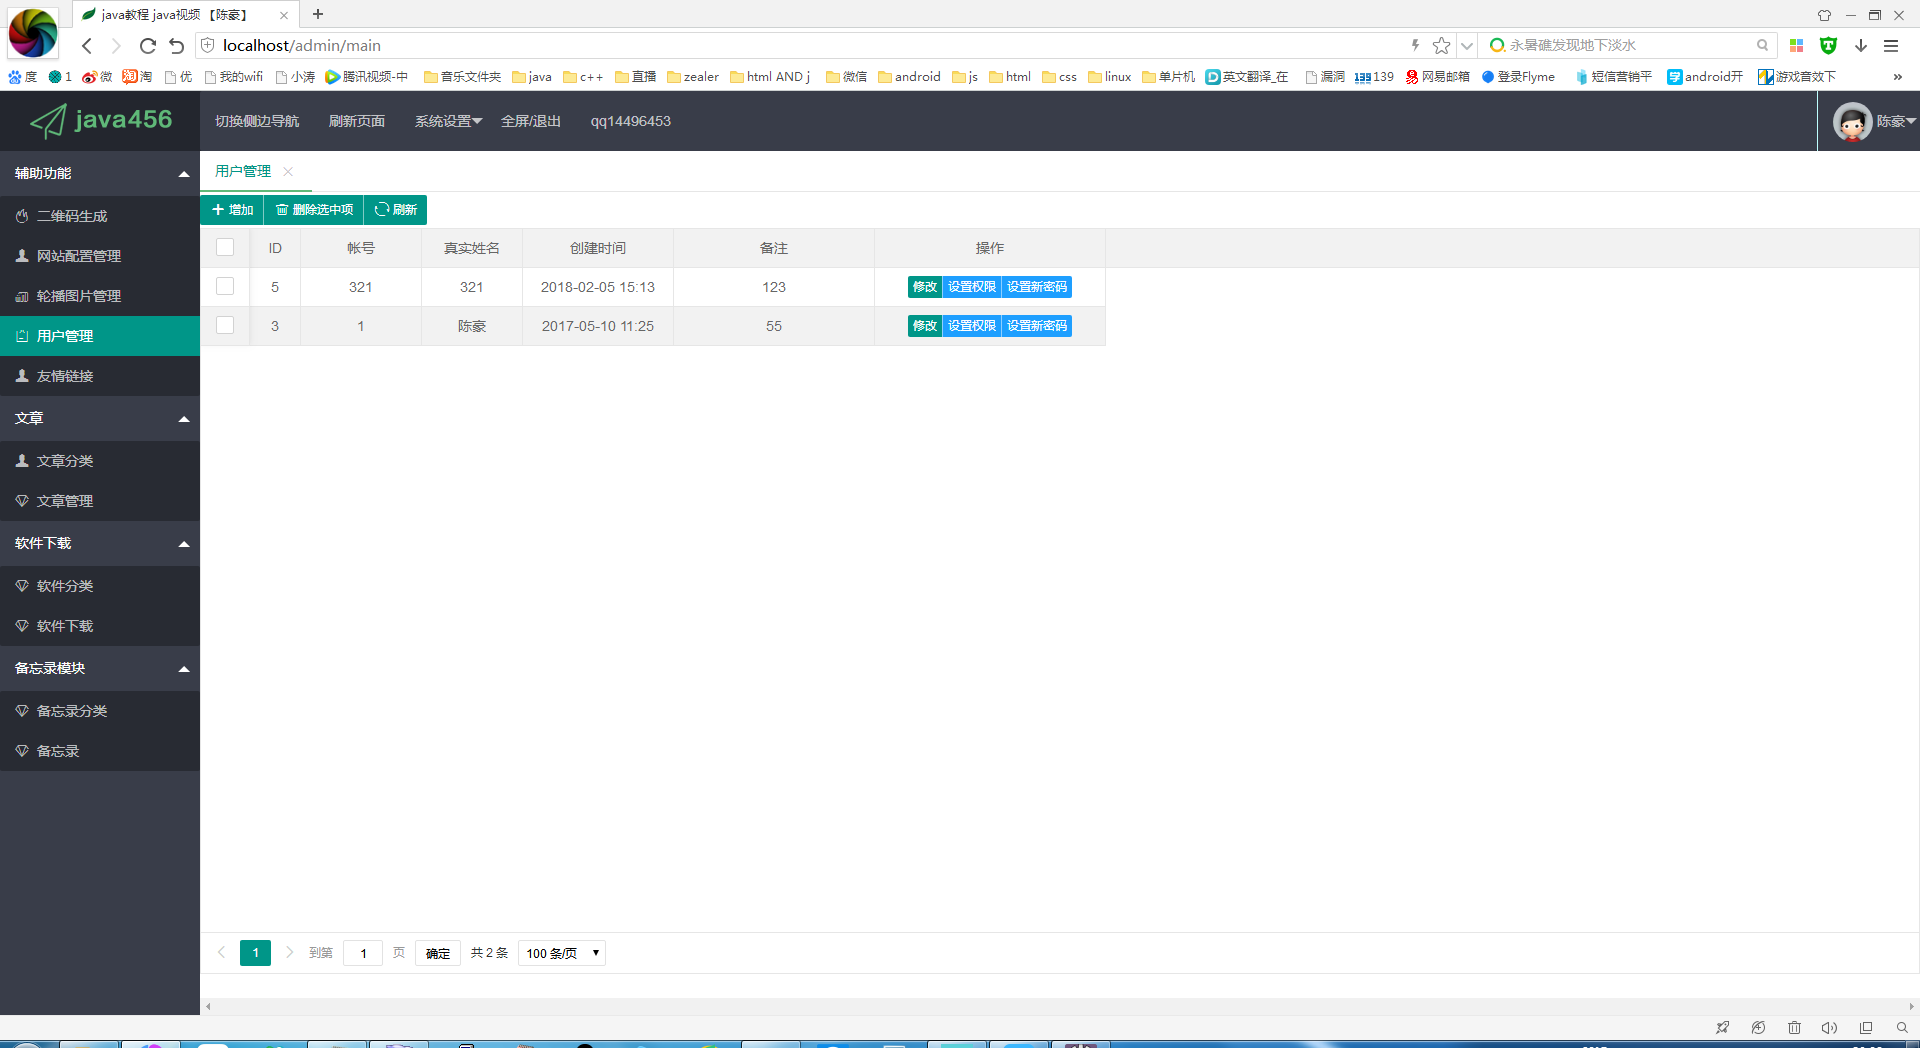 java教程 java视频 【陈豪】
localhost/admin/main
永暑礁发现地下淡水
度 1 微 淘 淘 优 我的wifi 小涛 腾讯视频-中 音乐文件夹 java c++ 直播 zealer html AND j 微信 android js html css linux 单片机 D 英文翻译_在 漏洞 139 139 网易邮箱 登录Flyme 短信营销平 字 android开 游戏音效下 »
java456
切换侧边导航 刷新页面 系统设置 全屏/退出 qq14496453 陈豪
辅助功能
二维码生成
网站配置管理
轮播图片管理
用户管理
友情链接
文章
文章分类
文章管理
软件下载
软件分类
软件下载
备忘录模块
备忘录分类
备忘录
用户管理
增加 删除选中项 刷新
ID 帐号 真实姓名 创建时间 备注 操作
5 321 321 2018-02-05 15:13 123 修改 设置权限 设置新密码
3 1 陈豪 2017-05-10 11:25 55 修改 设置权限 设置新密码
1 到第 1 页 确定 共 2 条 100 条/页